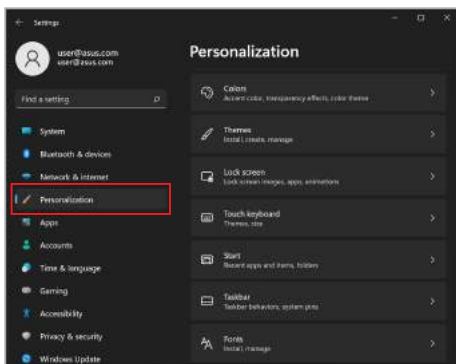 Settings
user@asus.com
user@asus.com
Find a setting
System
Bluetooth & devices
Network & internet
Personalization
Apps
Accounts
Time & language
Gaming
Accessibility
Privacy & security
Windows Update
Personalization
Colors
Accent color, transparency effects, color theme
Themes
Install, create, manage
Lock screen
Lock screen images, apps, animations
Touch keyboard
Themes, size
Start
Recent apps and items, folders
Taskbar
Taskbar behaviors, system pins
Fonts
Install, manage